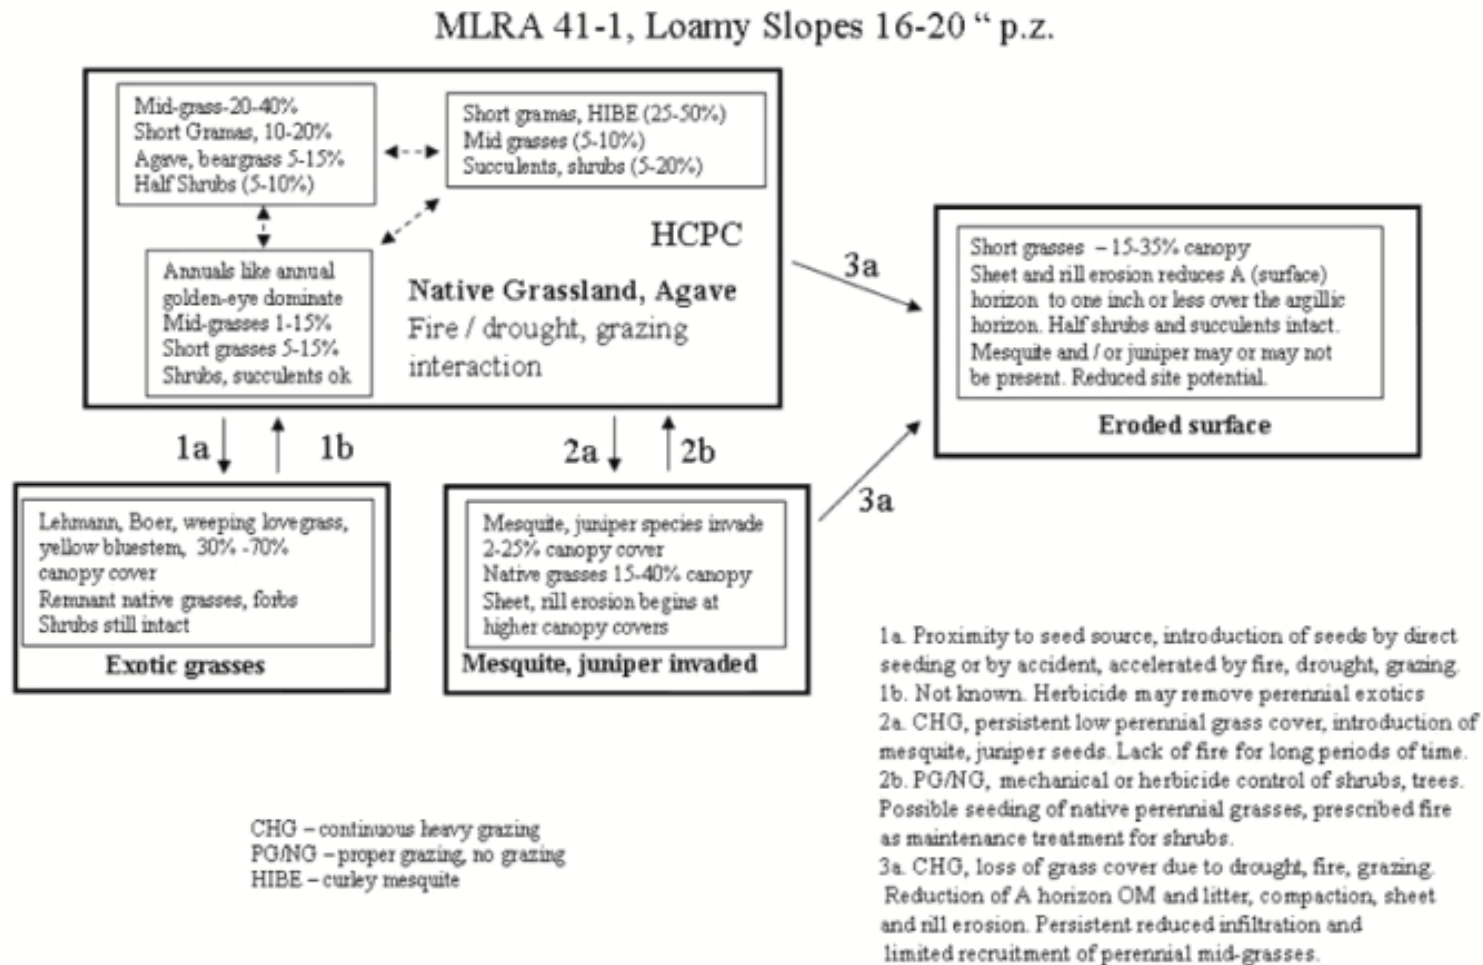 MLRA 41-1, Loamy Slopes 16-20 “ p.z.
Mid-grass-20-40%
Short Gramas, 10-20%
Agave, beargrass 5-15%
Half Shrubs (5-10%)
Short gramas, HIBE (25-50%)
Mid grasses (5-10%)
Succulents, shrubs (5-20%)
HCPC
Annuals like annual
golden-eye dominate
Mid-grasses 1-15%
Short grasses 5-15%
Shrubs, succulents ok
Native Grassland, Agave
Fire / drought, grazing
interaction
3a
Short grasses – 15-35% canopy
Sheet and rill erosion reduces A (surface)
horizon to one inch or less over the argillic
horizon. Half shrubs and succulents intact.
Mesquite and / or juniper may or may not
be present. Reduced site potential.
Eroded surface
1a
1b
2a
2b
3a
Lehmann, Boer, weeping lovegrass,
yellow bluestem, 30% -70%
canopy cover
Remnant native grasses, forbs
Shrubs still intact
Exotic grasses
Mesquite, juniper species invade
2-25% canopy cover
Native grasses 15-40% canopy
Sheet, rill erosion begins at
higher canopy covers
Mesquite, juniper invaded
1a. Proximity to seed source, introduction of seeds by direct
seeding or by accident, accelerated by fire, drought, grazing.
1b. Not known. Herbicide may remove perennial exotics
2a. CHG, persistent low perennial grass cover, introduction of
mesquite, juniper seeds. Lack of fire for long periods of time.
2b. PG/NG, mechanical or herbicide control of shrubs, trees.
Possible seeding of native perennial grasses, prescribed fire
as maintenance treatment for shrubs.
3a. CHG, loss of grass cover due to drought, fire, grazing.
Reduction of A horizon OM and litter, compaction, sheet
and rill erosion. Persistent reduced infiltration and
limited recruitment of perennial mid-grasses.
CHG – continuous heavy grazing
PG/NG – proper grazing, no grazing
HIBE – curley mesquite